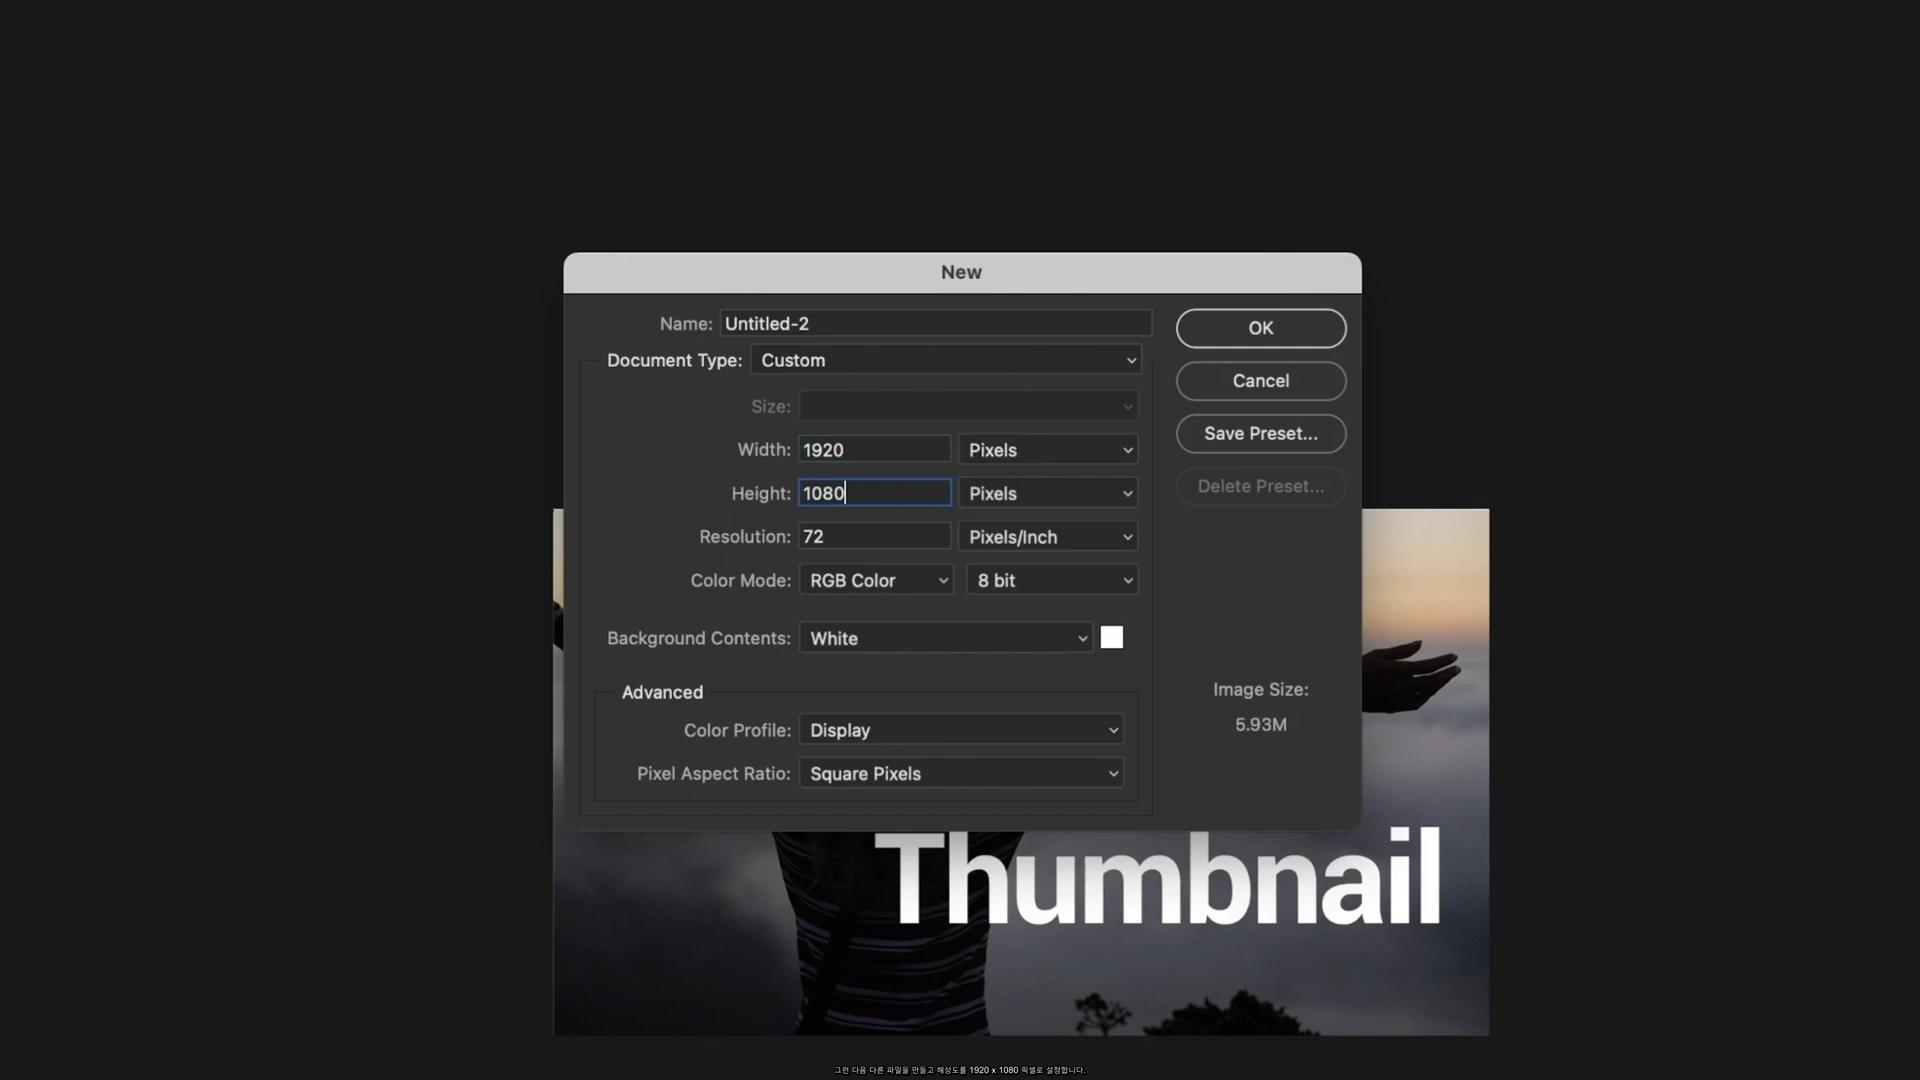 New
Name: Untitled-2
OK
Document Type: Custom
Cancel
Size:
Save Preset...
Width: 1920 Pixels
Delete Preset...
Height: 1080 Pixels
Resolution: 72 Pixels/Inch
Color Mode: RGB Color 8 bit
Background Contents: White
Advanced
Image Size:
5.93M
Color Profile: Display
Pixel Aspect Ratio: Square Pixels
Thumbnail
그런 다음 다른 파일을 만들고 해상도를 1920 x 1080 픽셀로 설정합니다.